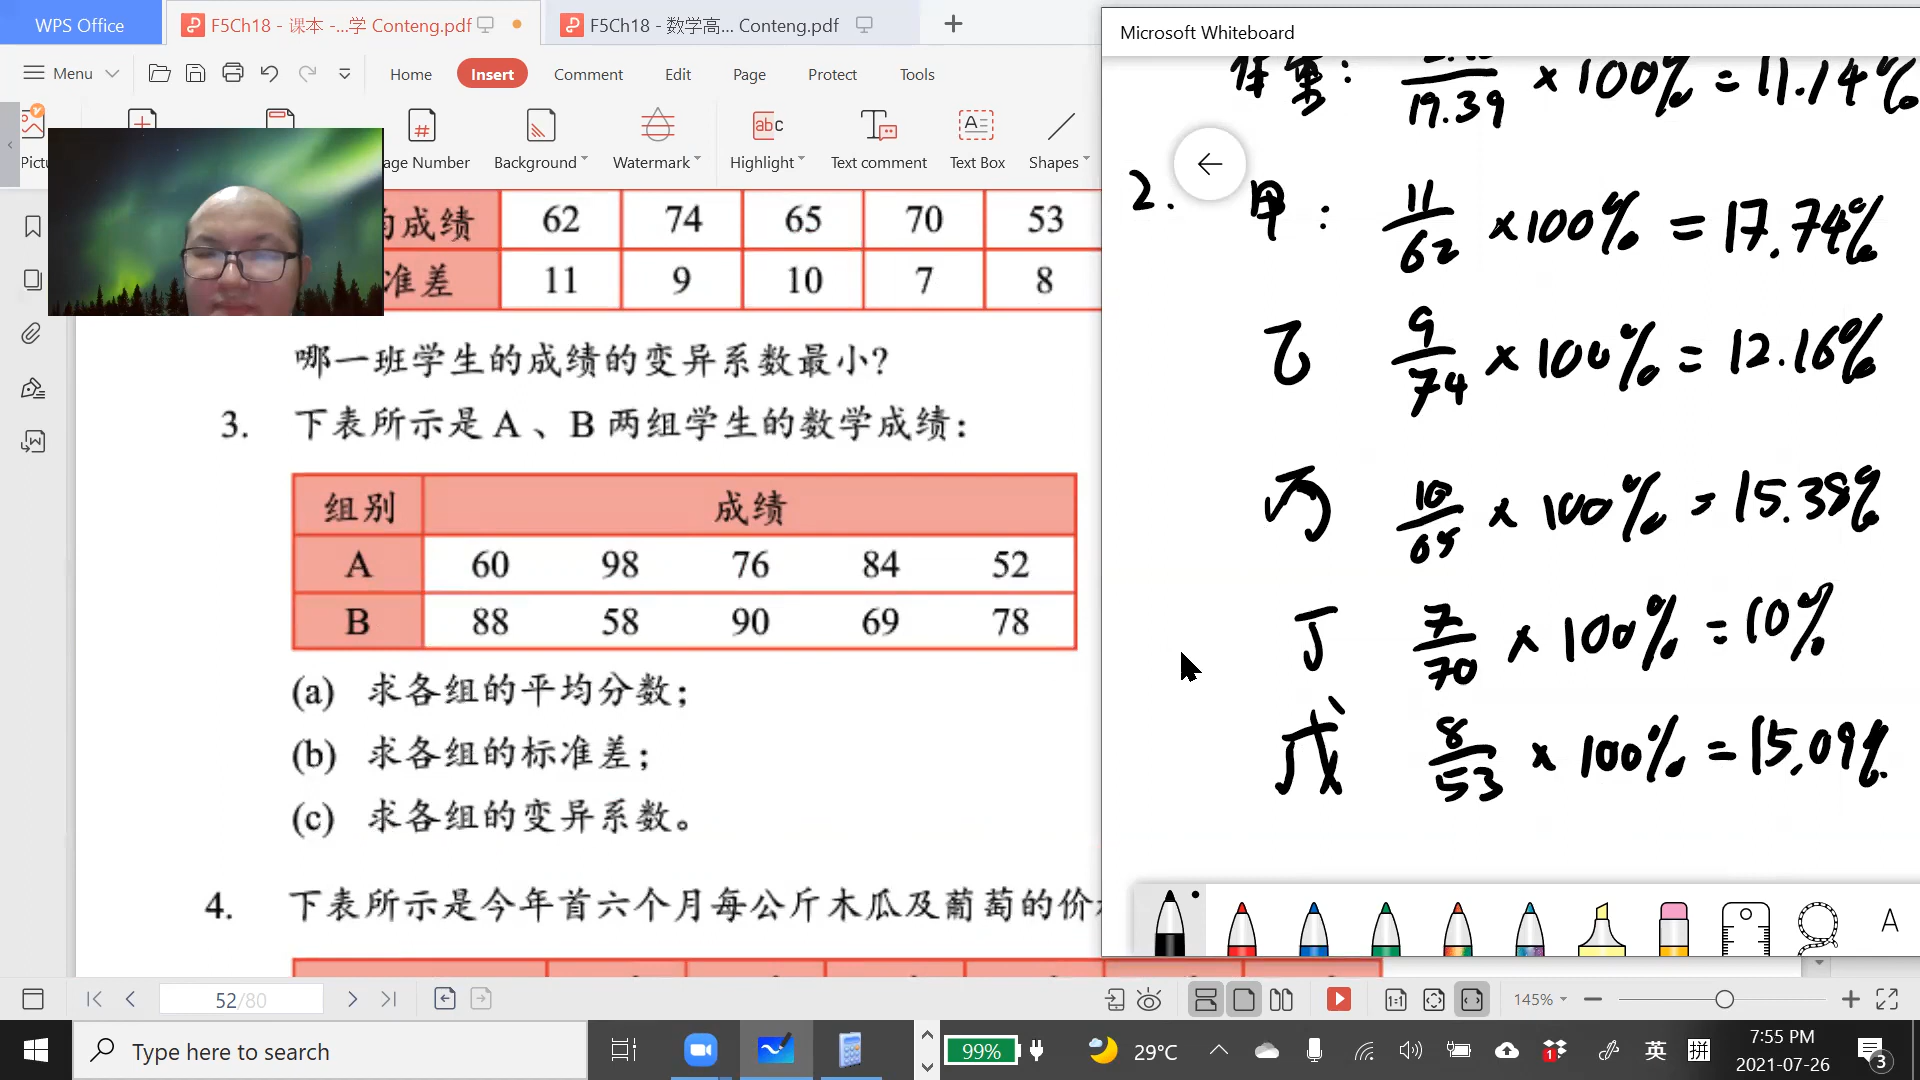 WPS Office
F5Ch18 - 课本 -...学 Conteng.pdf
F5Ch18 - 数学高... Conteng.pdf
Microsoft Whiteboard
Menu
Home
Insert
Comment
Edit
Page
Protect
Tools
Pictu
age Number
Background
Watermark
Highlight
Text comment
Text Box
Shapes
均成绩 62 74 65 70 53
准差 11 9 10 7 8
哪一班学生的成绩的变异系数最小?
3. 下表所示是 A 、B 两组学生的数学成绩:
组别 成绩
A 60 98 76 84 52
B 88 58 90 69 78
(a) 求各组的平均分数;
(b) 求各组的标准差;
(c) 求各组的变异系数。
4. 下表所示是今年首六个月每公斤木瓜及葡萄的价
19.39 × 100% = 11.14%
2. 甲: 11/62 × 100% = 17.74%
乙 9/74 × 100% = 12.16%
丙 10/65 × 100% = 15.38%
丁 7/70 × 100% = 10%
戊 8/53 × 100% = 15.09%
A
52/80
145%
Type here to search
99%
29°C
1
英
拼
7:55 PM
2021-07-26
3